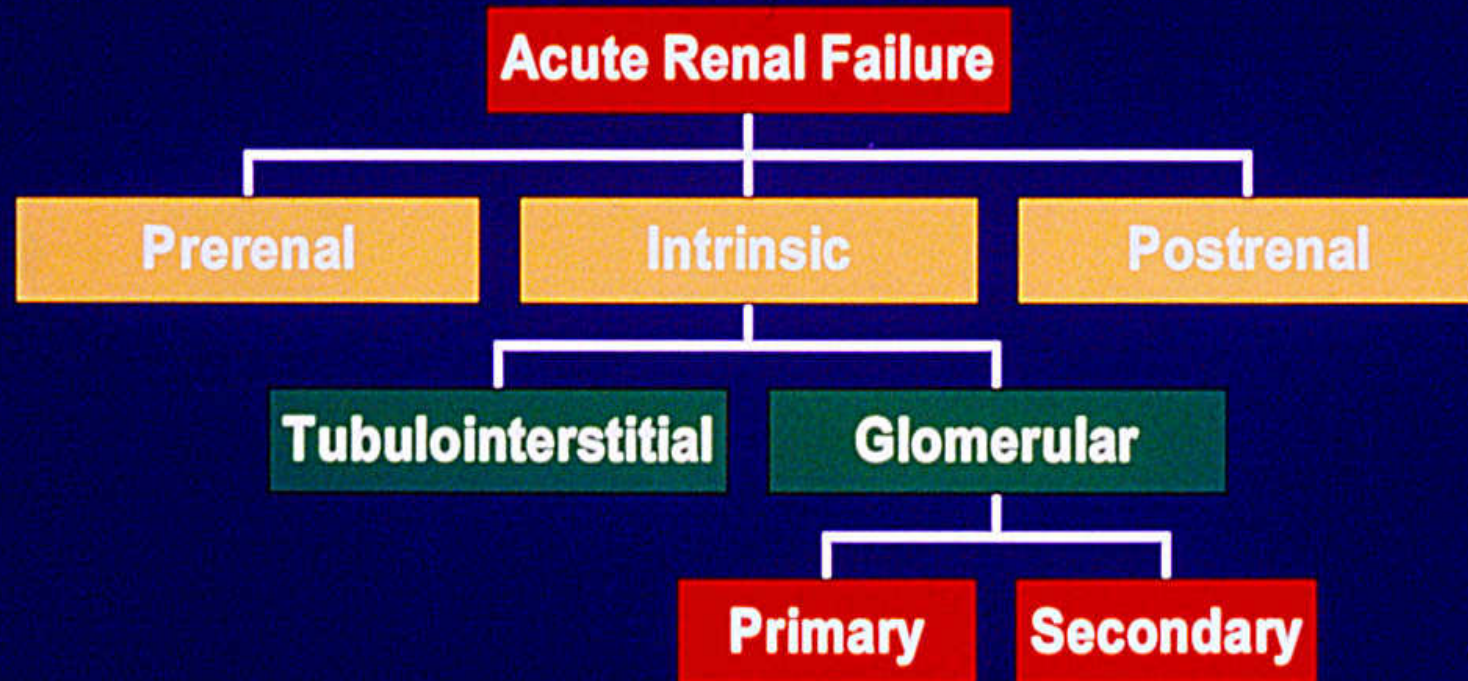 Acute Renal Failure
Prerenal
Intrinsic
Postrenal
Tubulointerstitial
Glomerular
Primary
Secondary